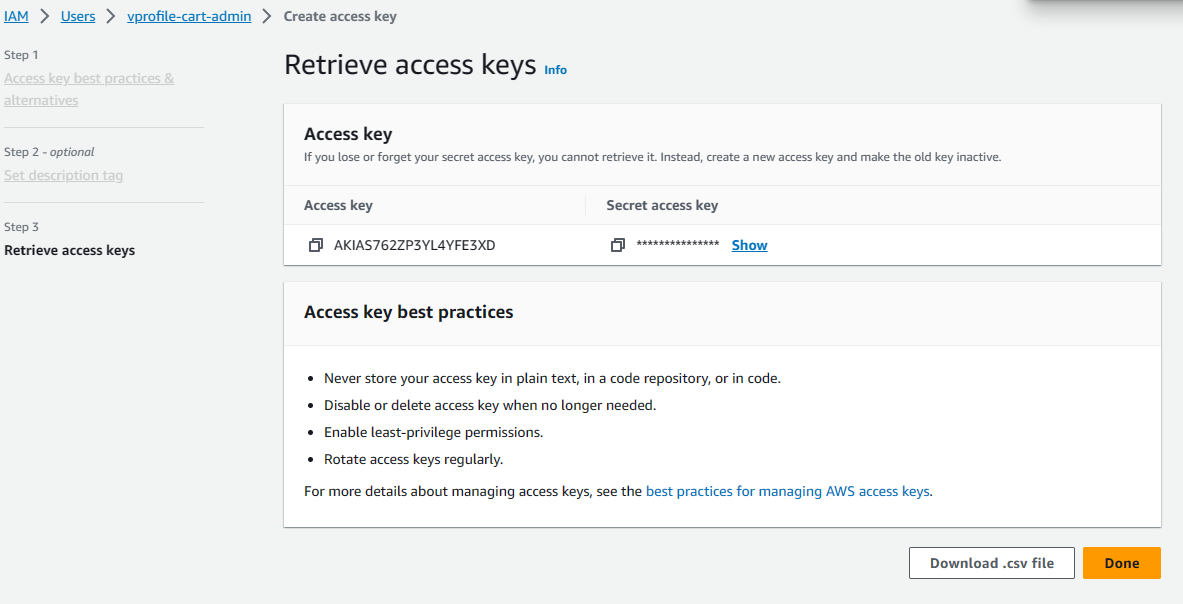 IAM > Users > vprofile-cart-admin > Create access key
Step 1
Access key best practices &
alternatives
Step 2 - optional
Set description tag
Step 3
Retrieve access keys
Retrieve access keys Info
Access key
If you lose or forget your secret access key, you cannot retrieve it. Instead, create a new access key and make the old key inactive.
Access key Secret access key
AKIAS762ZP3YL4YFE3XD *************** Show
Access key best practices
• Never store your access key in plain text, in a code repository, or in code.
• Disable or delete access key when no longer needed.
• Enable least-privilege permissions.
• Rotate access keys regularly.
For more details about managing access keys, see the best practices for managing AWS access keys.
Download .csv file Done